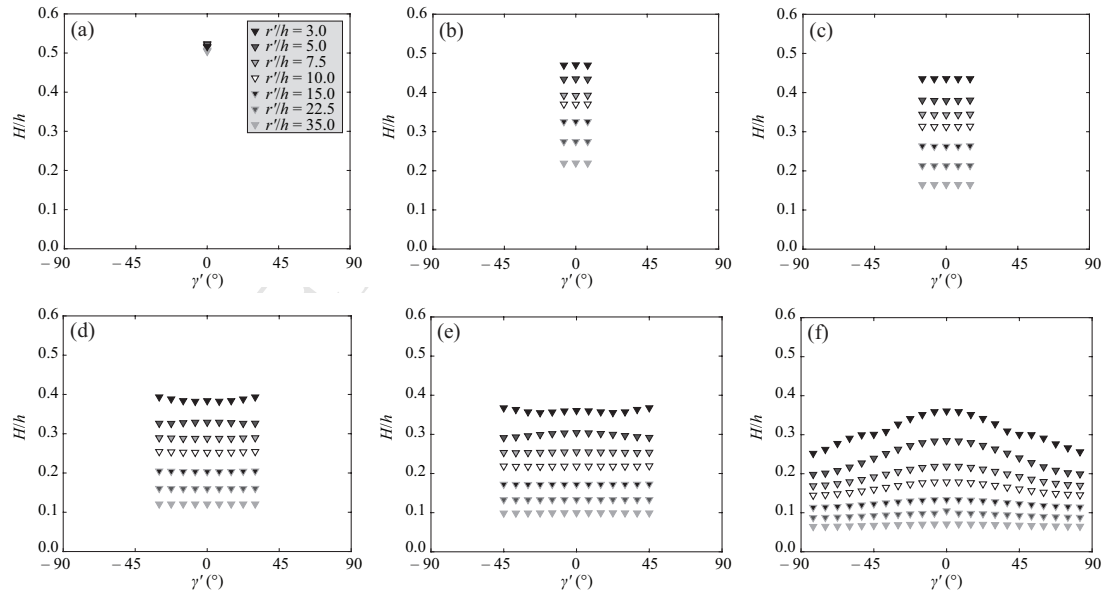 (a)
r′/h = 3.0
r′/h = 5.0
r′/h = 7.5
r′/h = 10.0
r′/h = 15.0
r′/h = 22.5
r′/h = 35.0
H/h
0.6
0.5
0.4
0.3
0.2
0.1
0.0
− 90
− 45
0
45
90
γ′ (°)
(b)
H/h
0.6
0.5
0.4
0.3
0.2
0.1
0.0
− 90
− 45
0
45
90
γ′ (°)
(c)
H/h
0.6
0.5
0.4
0.3
0.2
0.1
0.0
− 90
− 45
0
45
90
γ′ (°)
(d)
H/h
0.6
0.5
0.4
0.3
0.2
0.1
0.0
− 90
− 45
0
45
90
γ′ (°)
(e)
H/h
0.6
0.5
0.4
0.3
0.2
0.1
0.0
− 90
− 45
0
45
90
γ′ (°)
(f)
H/h
0.6
0.5
0.4
0.3
0.2
0.1
0.0
− 90
− 45
0
45
90
γ′ (°)